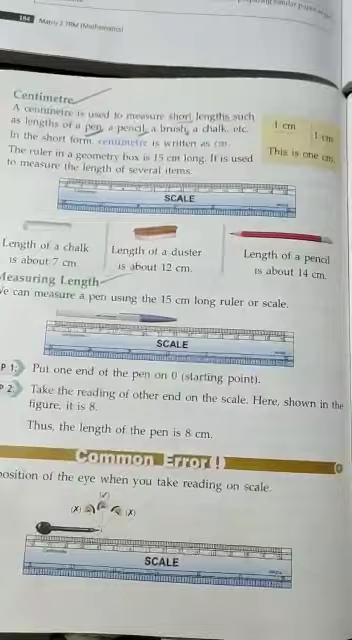 184 Matrix 2 TRM (Mathematics)
Centimetre
A centimetre is used to measure short lengths such
as lengths of a pen, a pencil, a brush, a chalk, etc.
In the short form, centimetre is written as cm.
The ruler in a geometry box is 15 cm long. It is used
to measure the length of several items.
1 cm
1 cm
This is one cm.
SCALE
Length of a chalk
is about 7 cm.
Length of a duster
is about 12 cm.
Length of a pencil
is about 14 cm.
Measuring Length
We can measure a pen using the 15 cm long ruler or scale.
SCALE
P 1: Put one end of the pen on 0 (starting point).
P 2: Take the reading of other end on the scale. Here, shown in the
figure, it is 8.
Thus, the length of the pen is 8 cm.
Common Error(!)
position of the eye when you take reading on scale.
(✓)
(X) (X)
SCALE